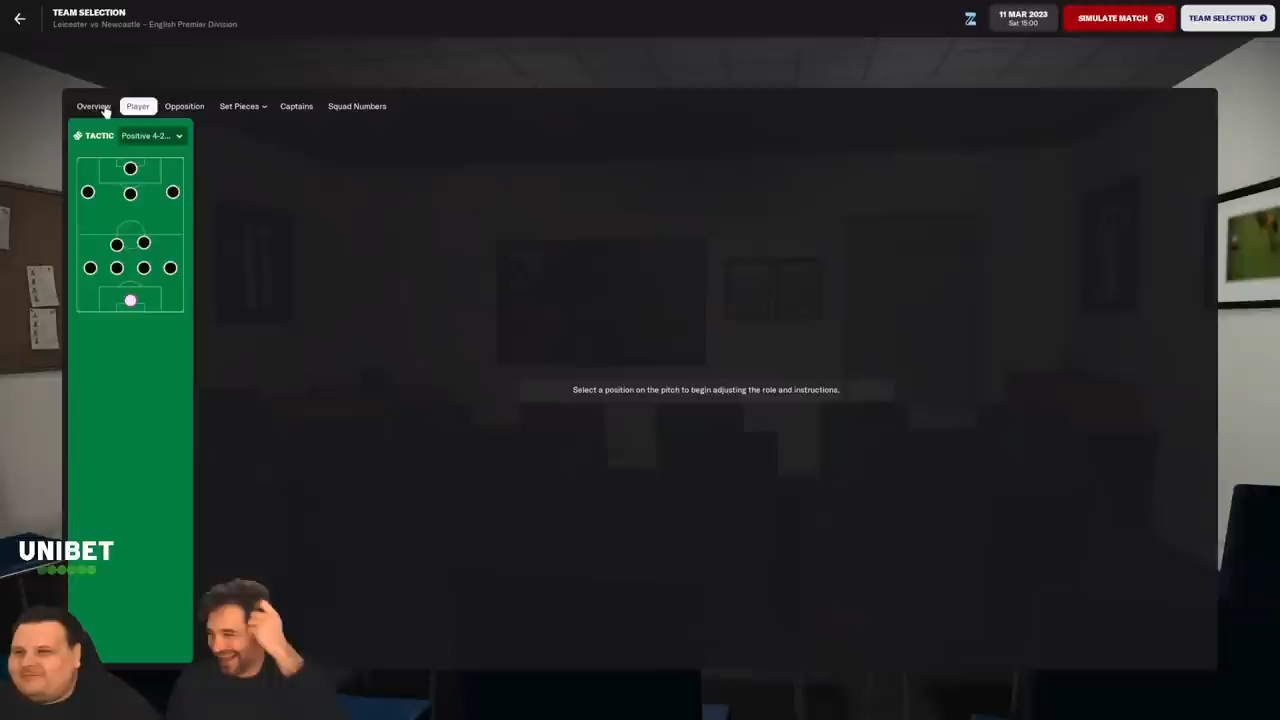 TEAM SELECTION
Leicester vs Newcastle - English Premier Division
11 MAR 2023
Sat 15:00
SIMULATE MATCH
TEAM SELECTION
Overview
Player
Opposition
Set Pieces
Captains
Squad Numbers
TACTIC
Positive 4-2...
Select a position on the pitch to begin adjusting the role and instructions.
UNIBET